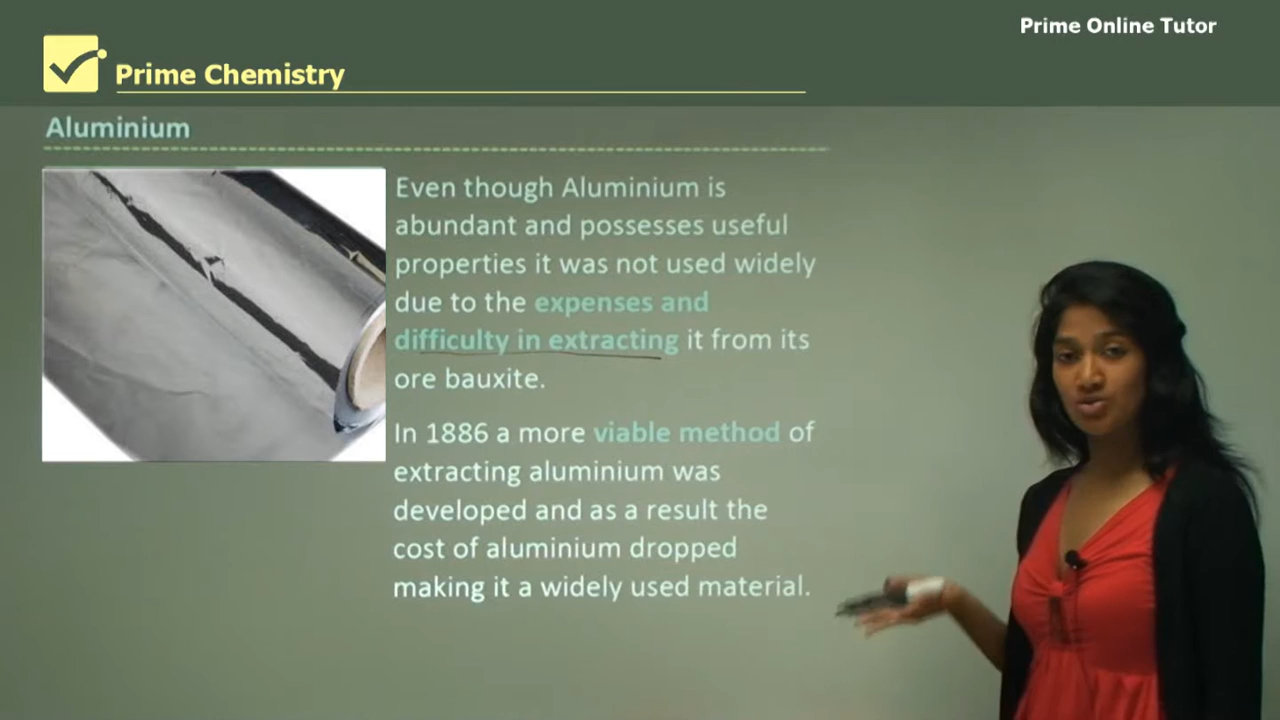 Prime Online Tutor
Prime Chemistry
Aluminium
Even though Aluminium is
abundant and possesses useful
properties it was not used widely
due to the expenses and
difficulty in extracting it from its
ore bauxite.
In 1886 a more viable method of
extracting aluminium was
developed and as a result the
cost of aluminium dropped
making it a widely used material.